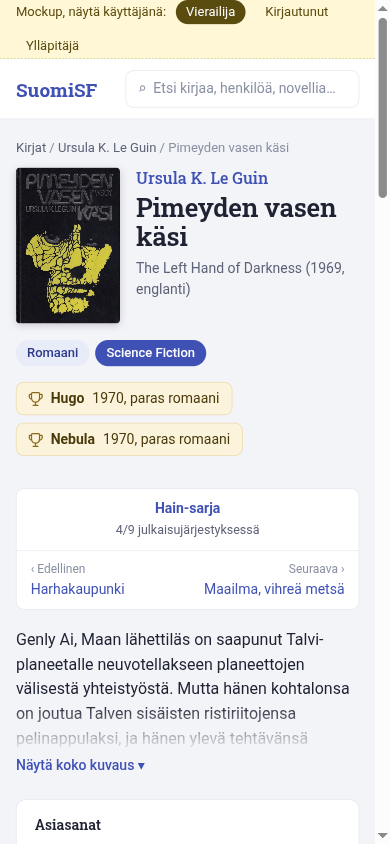 Mockup, näytä käyttäjänä: Vierailija Kirjautunut
Ylläpitäjä
SuomiSF
Etsi kirjaa, henkilöä, novellia…
Kirjat / Ursula K. Le Guin / Pimeyden vasen käsi
PIMEYDEN
VASEN
URSULA K. LE GUIN
KÄSI
Ursula K. Le Guin
Pimeyden vasen
käsi
The Left Hand of Darkness (1969,
englanti)
Romaani Science Fiction
Hugo 1970, paras romaani
Nebula 1970, paras romaani
Hain-sarja
4/9 julkaisujärjestyksessä
‹ Edellinen Seuraava ›
Harhakaupunki Maailma, vihreä metsä
Genly Ai, Maan lähettiläs on saapunut Talvi-
planeetalle neuvotellakseen planeettojen
välisestä yhteistyöstä. Mutta hänen kohtalonsa
on joutua Talven sisäisten ristiriitojensa
pelinappulaksi, ja hänen ylevä tehtävänsä
Näytä koko kuvaus ▾
Asiasanat